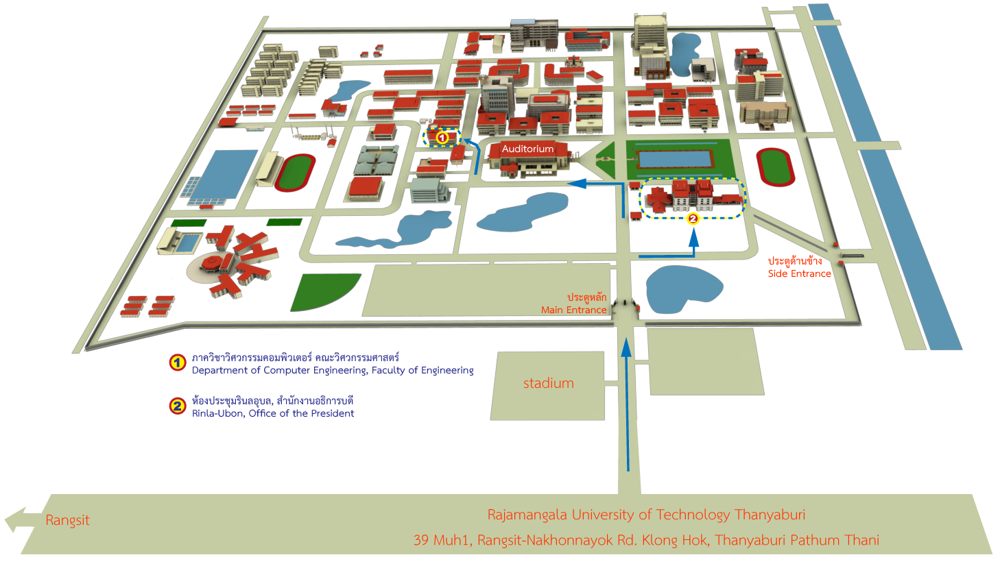 1
Auditorium
2
ประตูด้านข้าง
Side Entrance
ประตูหลัก
Main Entrance
1 ภาควิชาวิศวกรรมคอมพิวเตอร์ คณะวิศวกรรมศาสตร์
Department of Computer Engineering, Faculty of Engineering
stadium
2 ห้องประชุมรินลอุบล, สำนักงานอธิการบดี
Rinla-Ubon, Office of the President
Rangsit
Rajamangala University of Technology Thanyaburi
39 Muh1, Rangsit-Nakhonnayok Rd. Klong Hok, Thanyaburi Pathum Thani